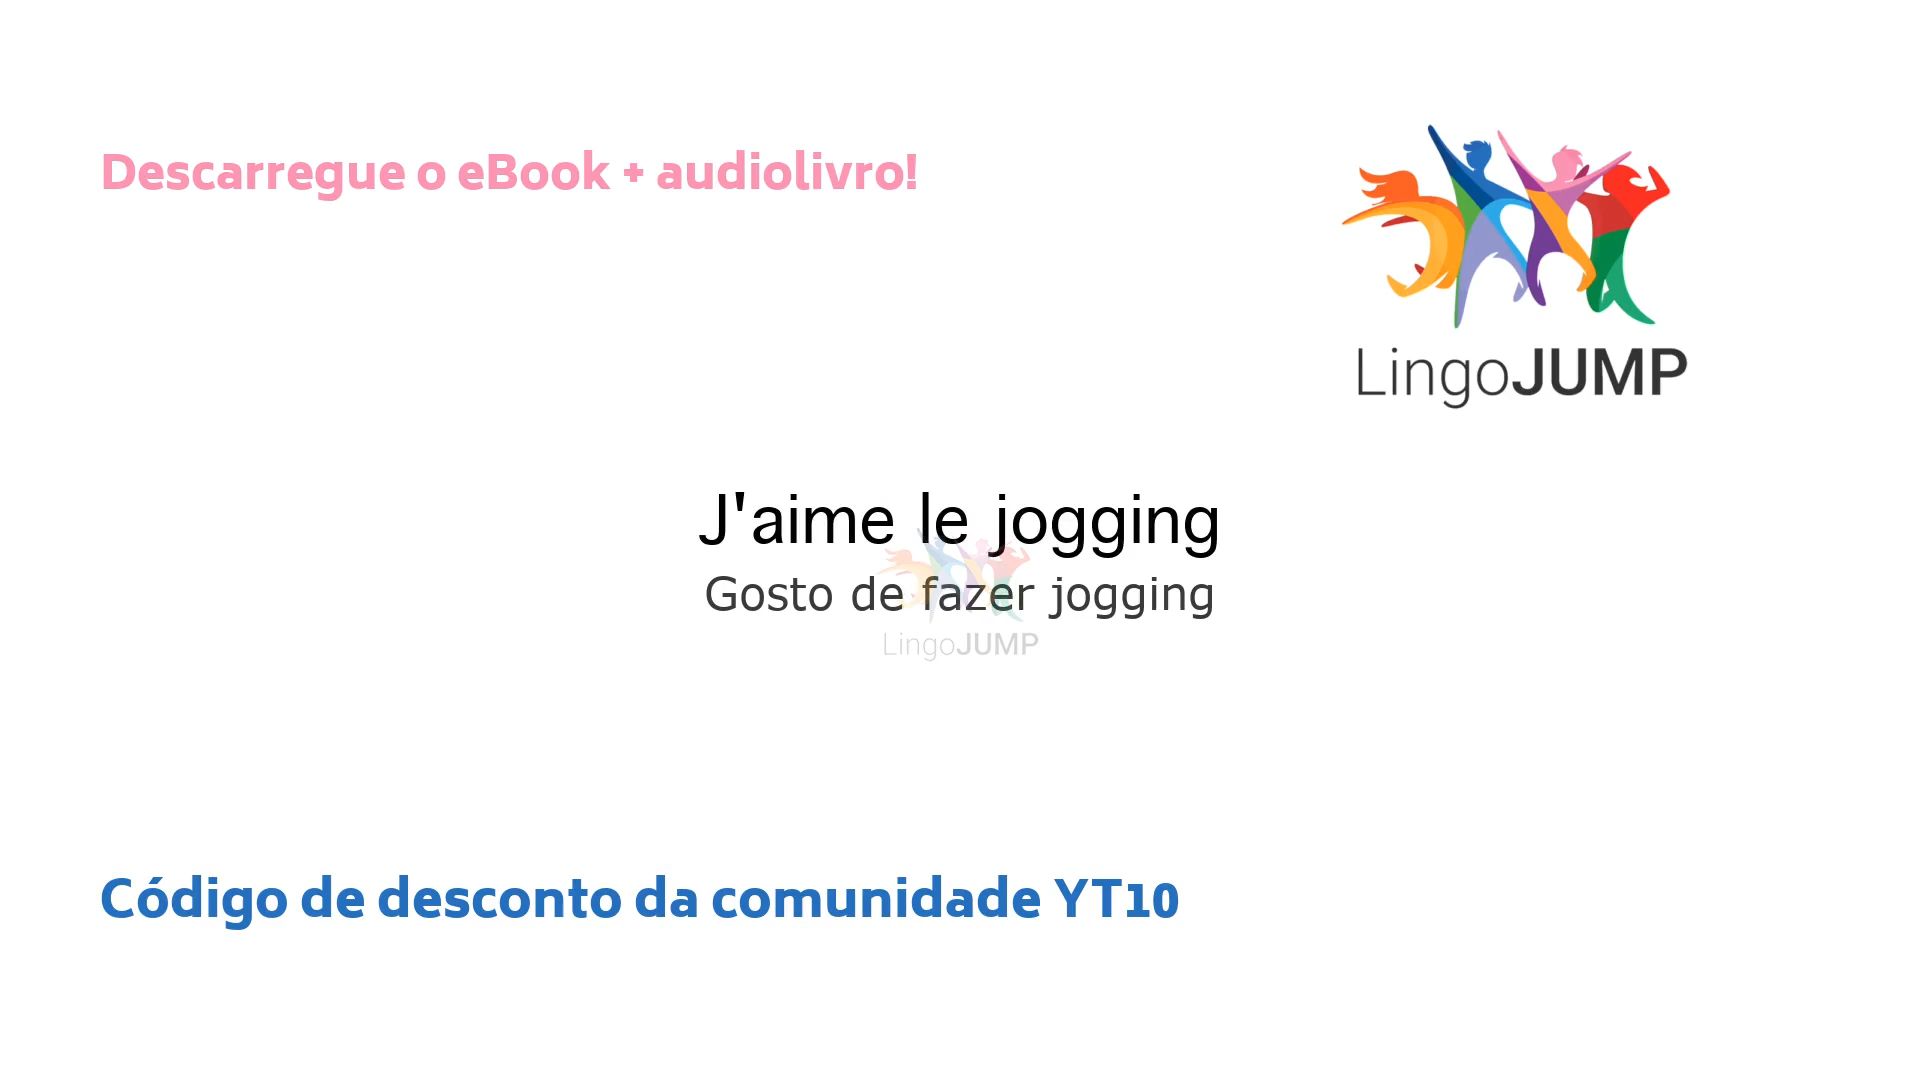 Descarregue o eBook + audiolivro!
LingoJUMP
J'aime le jogging
Gosto de fazer jogging
LingoJUMP
Código de desconto da comunidade YT10